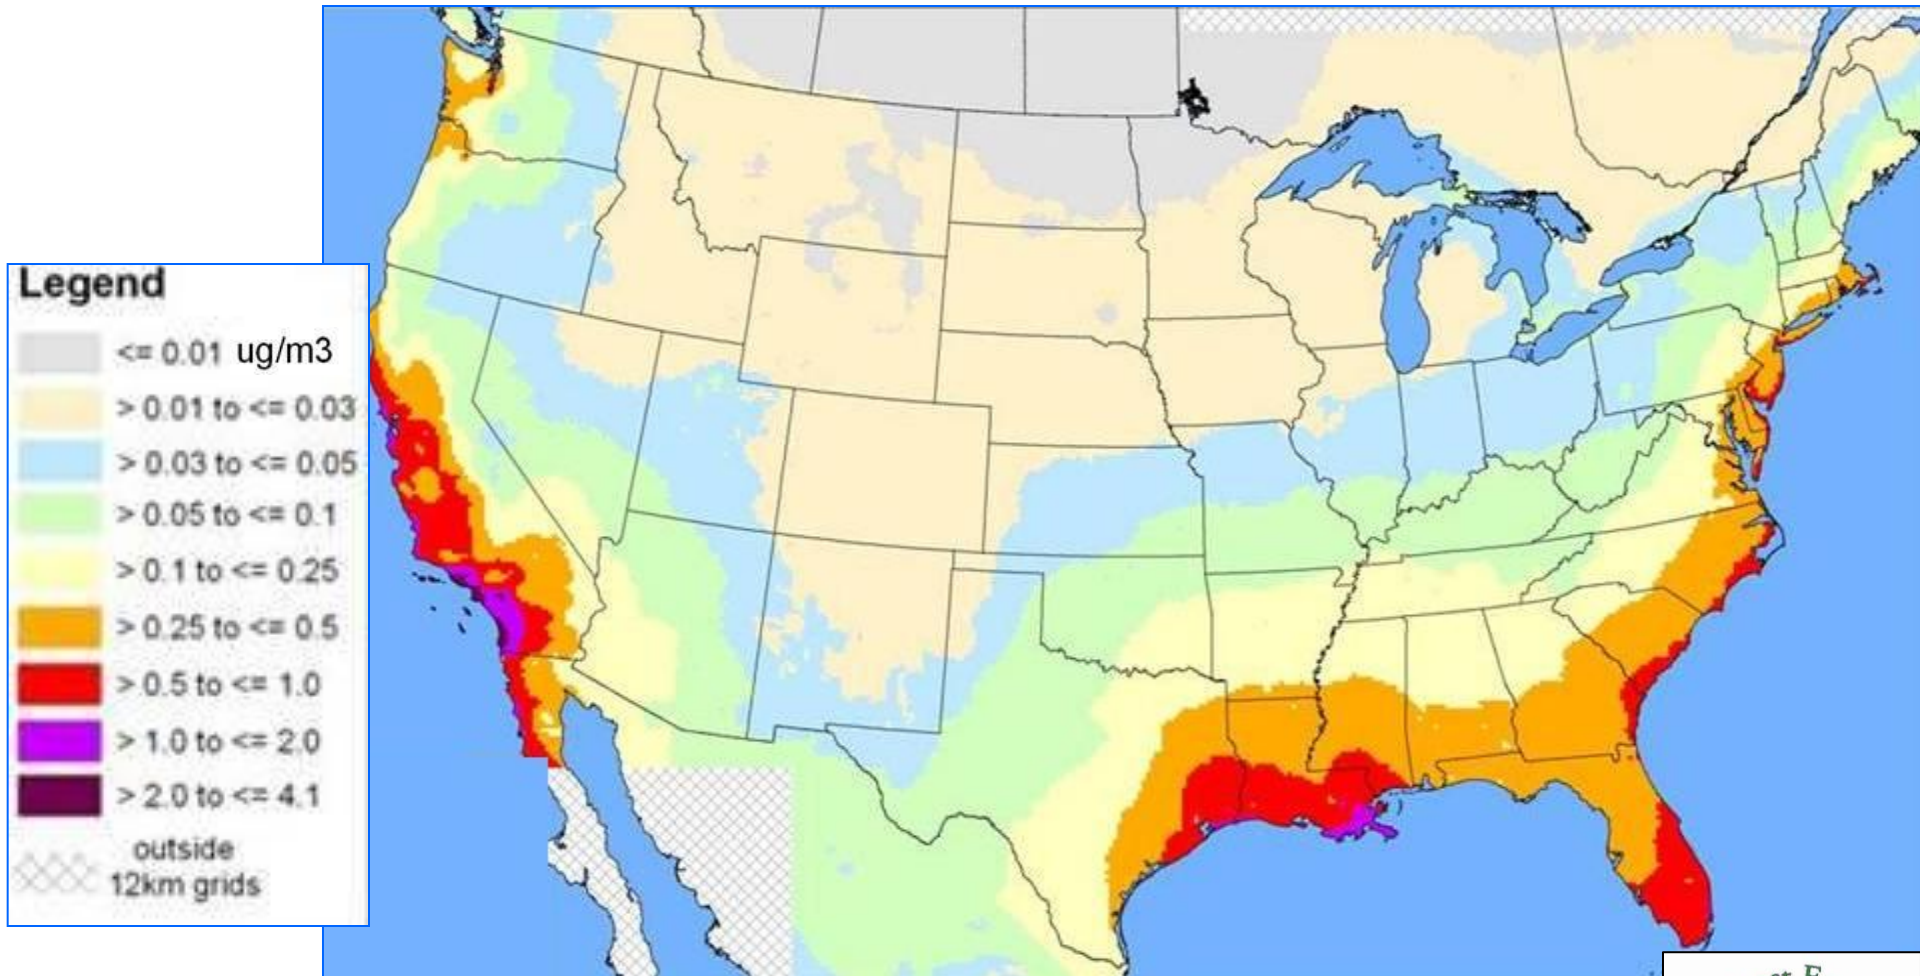 Legend
<= 0.01 ug/m3
> 0.01 to <= 0.03
> 0.03 to <= 0.05
> 0.05 to <= 0.1
> 0.1 to <= 0.25
> 0.25 to <= 0.5
> 0.5 to <= 1.0
> 1.0 to <= 2.0
> 2.0 to <= 4.1
outside
12km grids